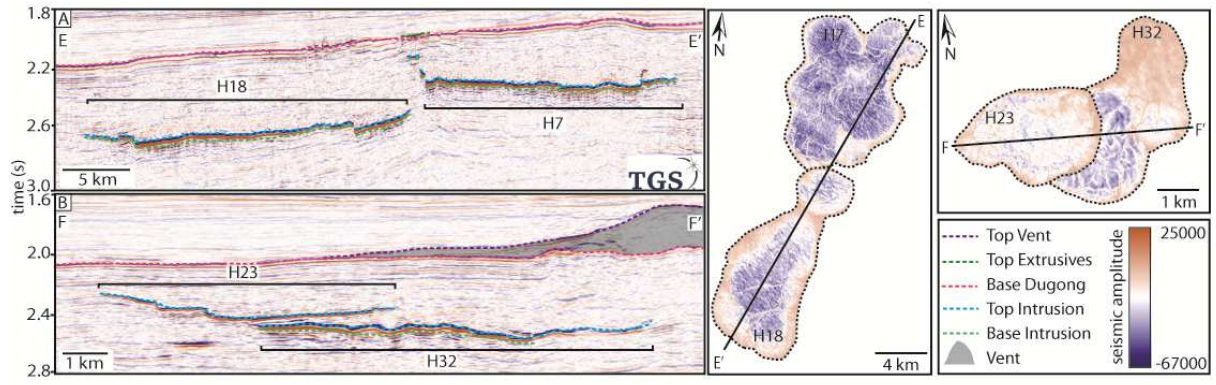 1.8
A
E
E'
2.2
H18
2.6
H7
3.0
5 km
TGS
time (s)
1.6
B
F
F'
2.0
H23
2.4
1 km
H32
2.8
N
H7
E
H18
E'
4 km
N
H32
H23
F
F'
1 km
Top Vent
Top Extrusives
Base Dugong
Top Intrusion
Base Intrusion
Vent
seismic amplitude
25000
-67000